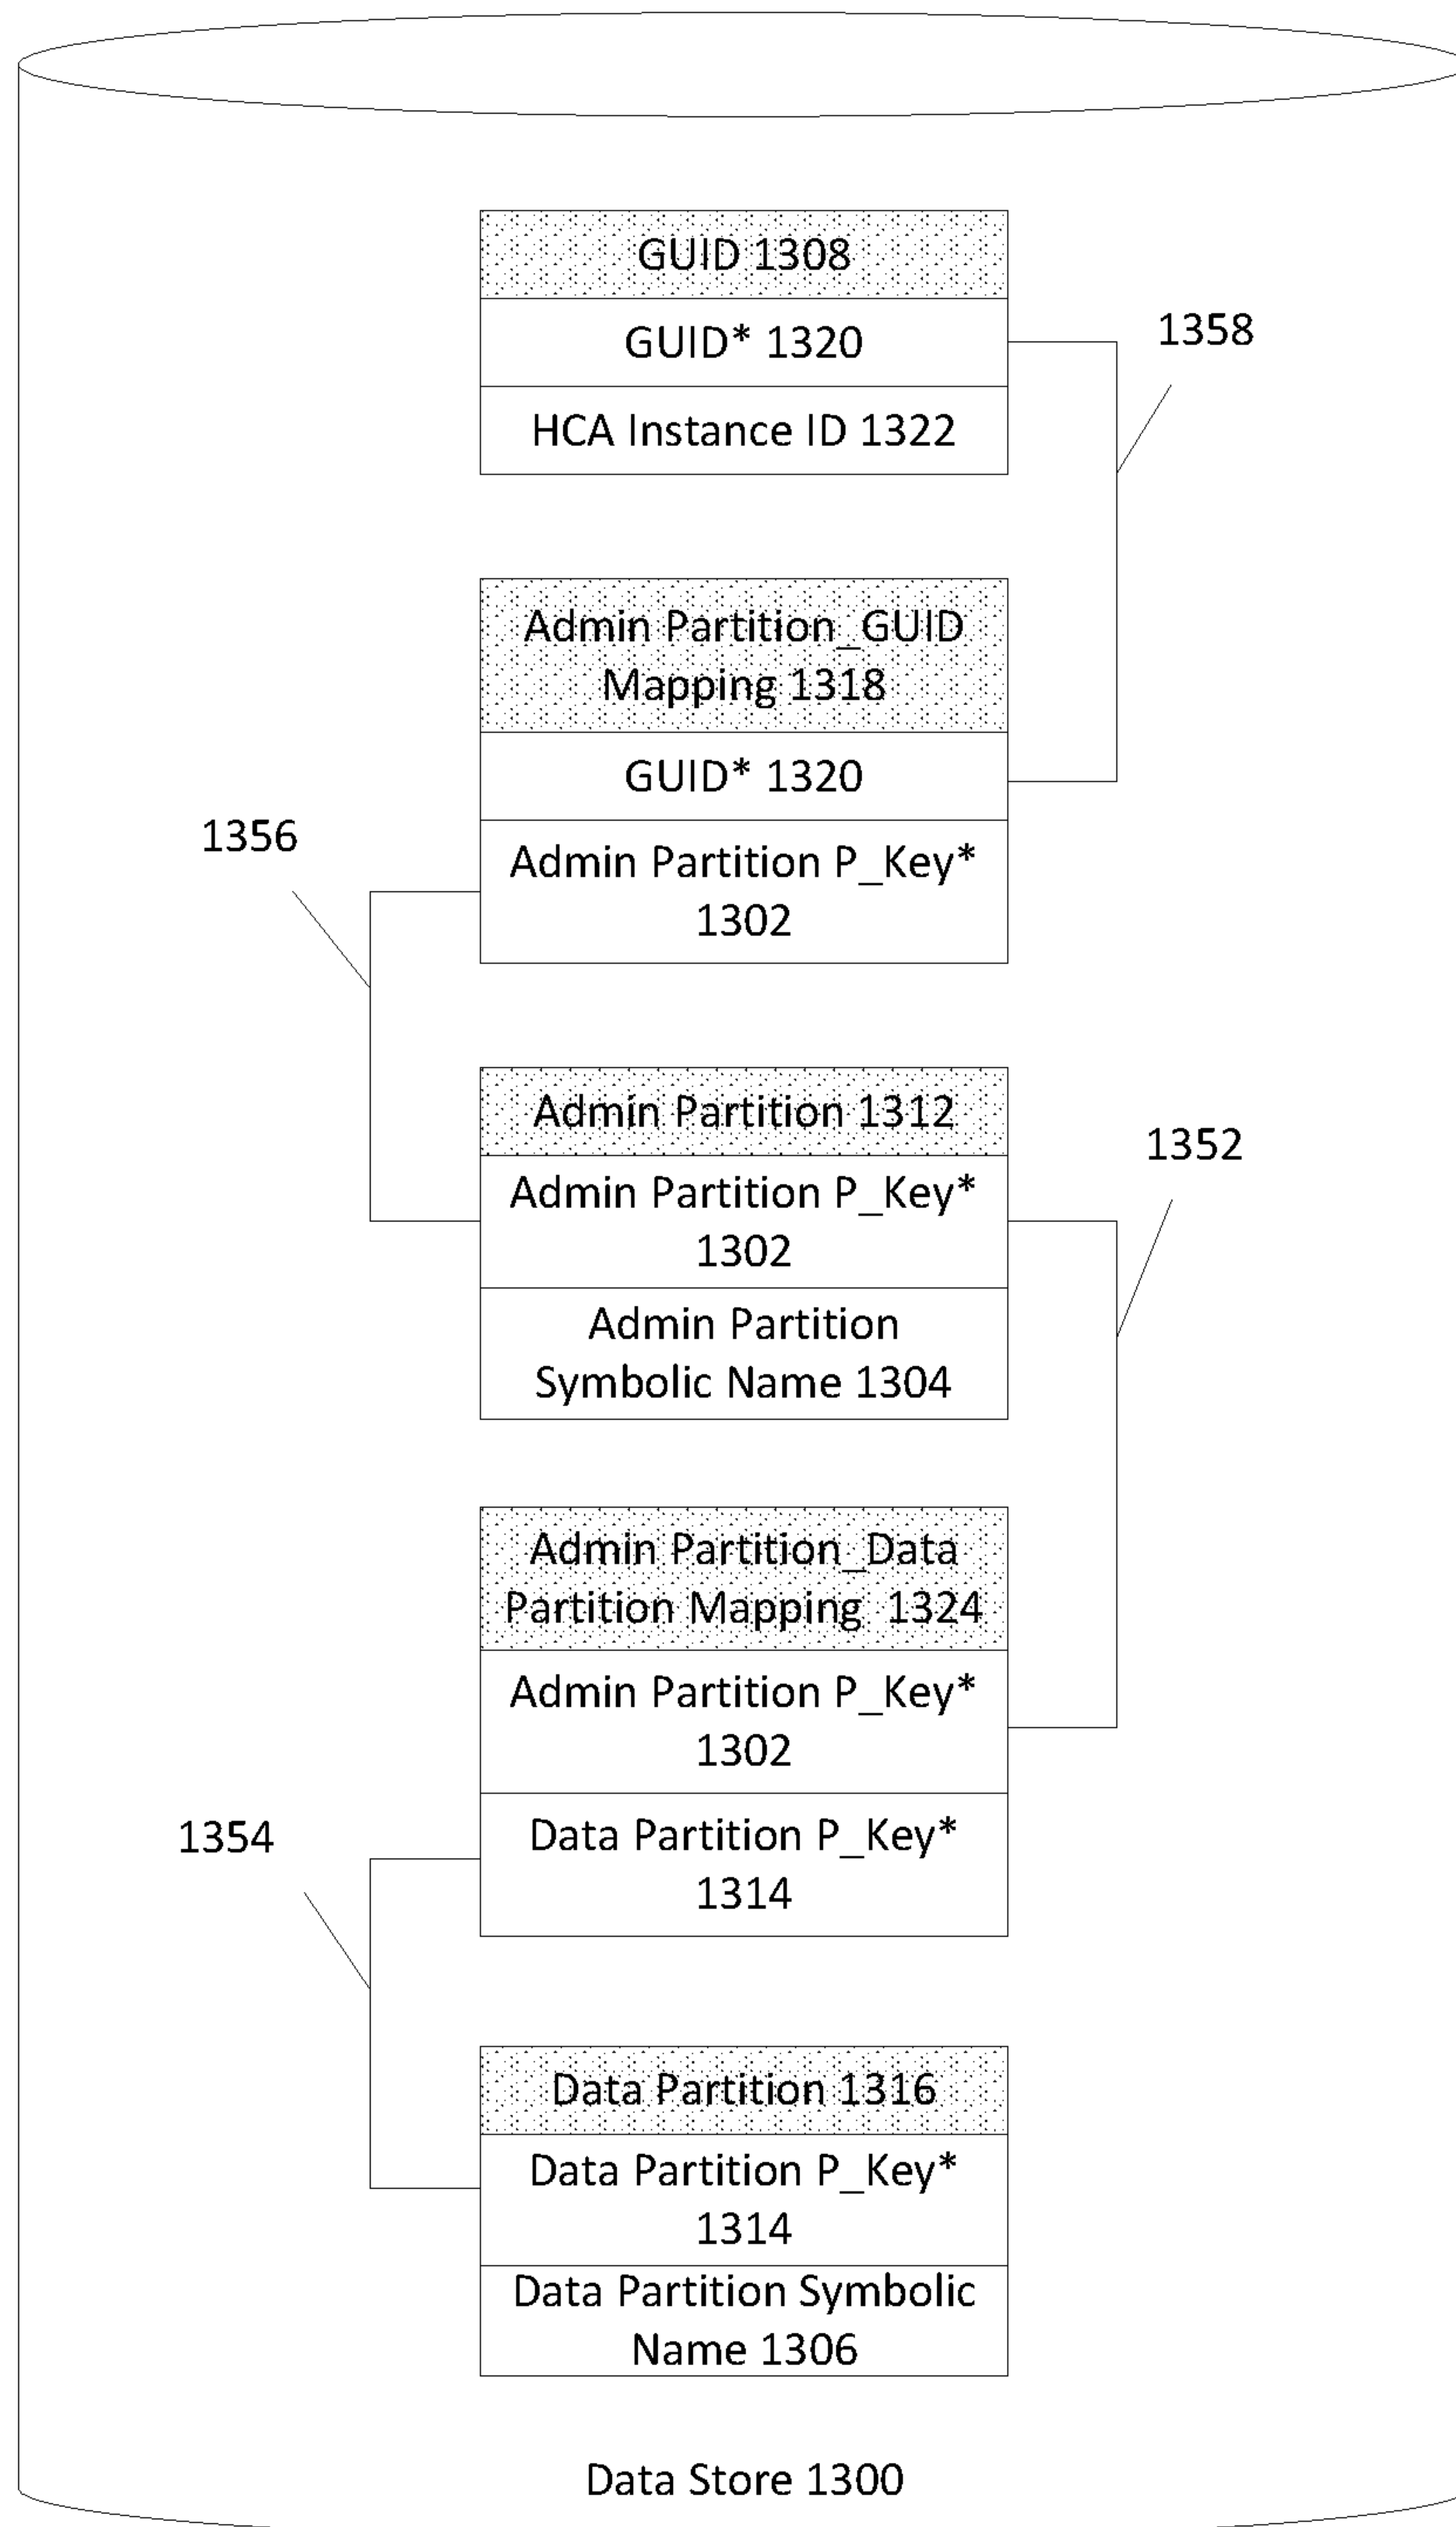 GUID 1308
GUID* 1320
1358
HCA Instance ID 1322
Admin Partition_GUID
Mapping 1318
GUID* 1320
1356
Admin Partition P_Key*
1302
Admin Partition 1312
1352
Admin Partition P_Key*
1302
Admin Partition
Symbolic Name 1304
Admin Partition_Data
Partition Mapping 1324
Admin Partition P_Key*
1302
1354
Data Partition P_Key*
1314
Data Partition 1316
Data Partition P_Key*
1314
Data Partition Symbolic
Name 1306
Data Store 1300